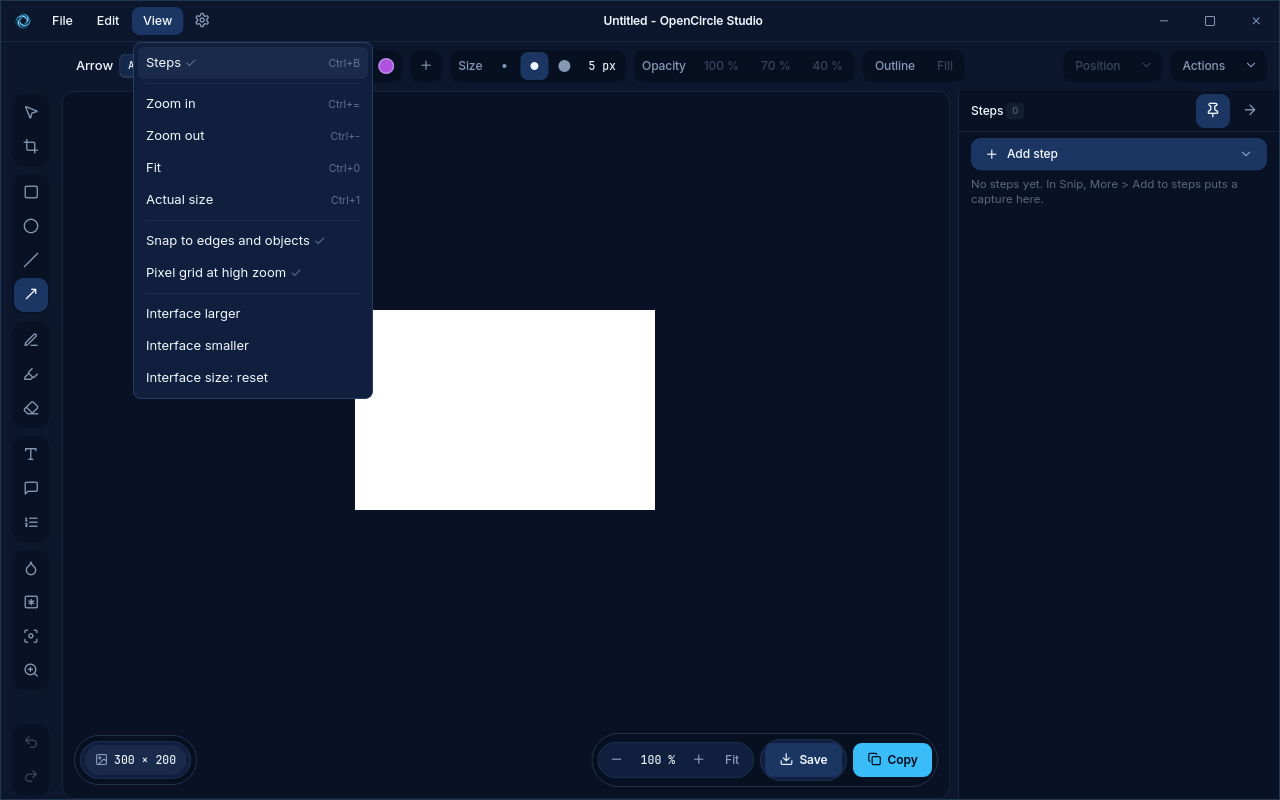 File Edit View
Untitled - OpenCircle Studio
Arrow
Size 5 px
Opacity 100 % 70 % 40 %
Outline Fill
Position
Actions
Steps Ctrl+B
Zoom in Ctrl+=
Zoom out Ctrl+-
Fit Ctrl+0
Actual size Ctrl+1
Snap to edges and objects
Pixel grid at high zoom
Interface larger
Interface smaller
Interface size: reset
Steps 0
Add step
No steps yet. In Snip, More > Add to steps puts a
capture here.
300 × 200
100 % Fit
Save
Copy